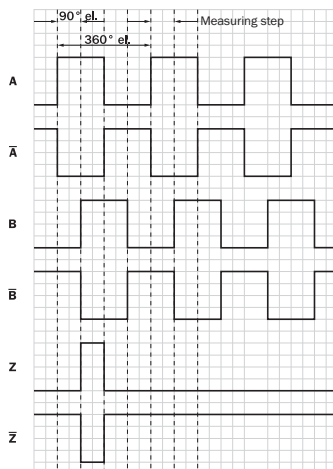 90° el.
Measuring step
360° el.
A
A̅
B
B̅
Z
Z̅